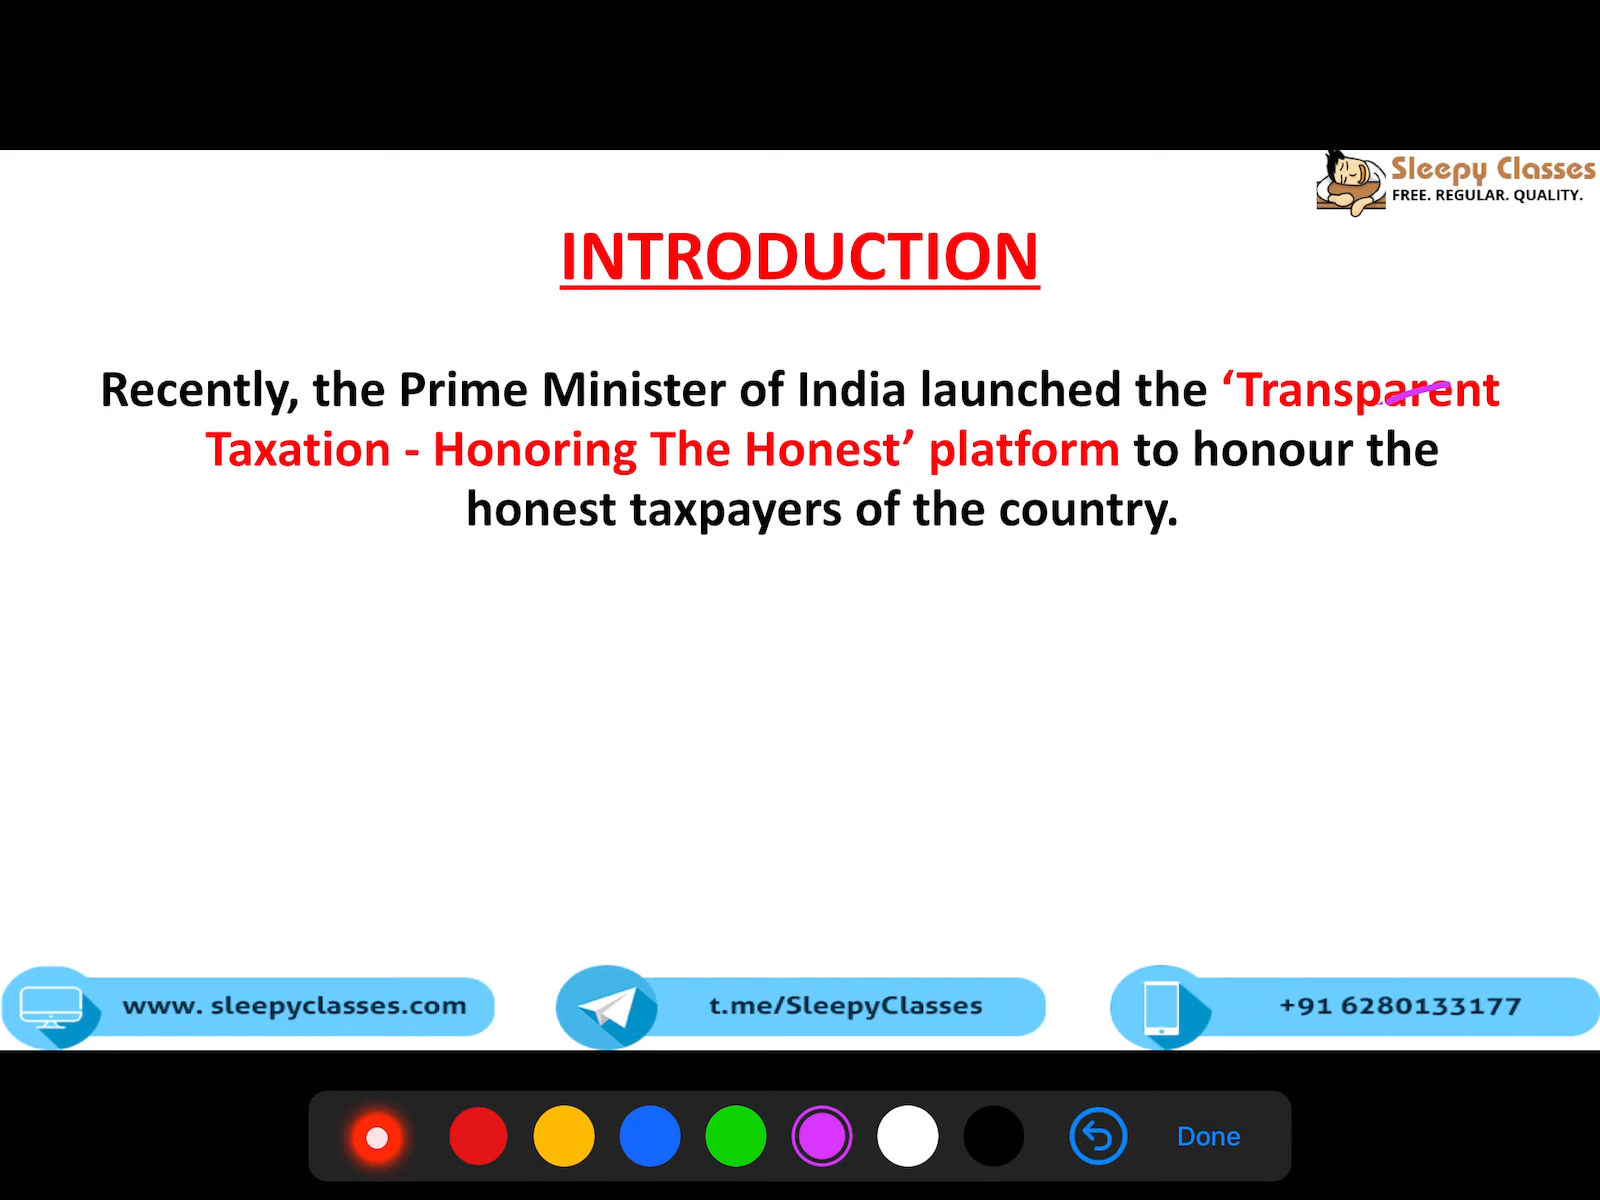 Sleepy Classes
FREE. REGULAR. QUALITY.
INTRODUCTION
Recently, the Prime Minister of India launched the ‘Transparent
Taxation - Honoring The Honest’ platform to honour the
honest taxpayers of the country.
www. sleepyclasses.com
t.me/SleepyClasses
+91 6280133177
Done